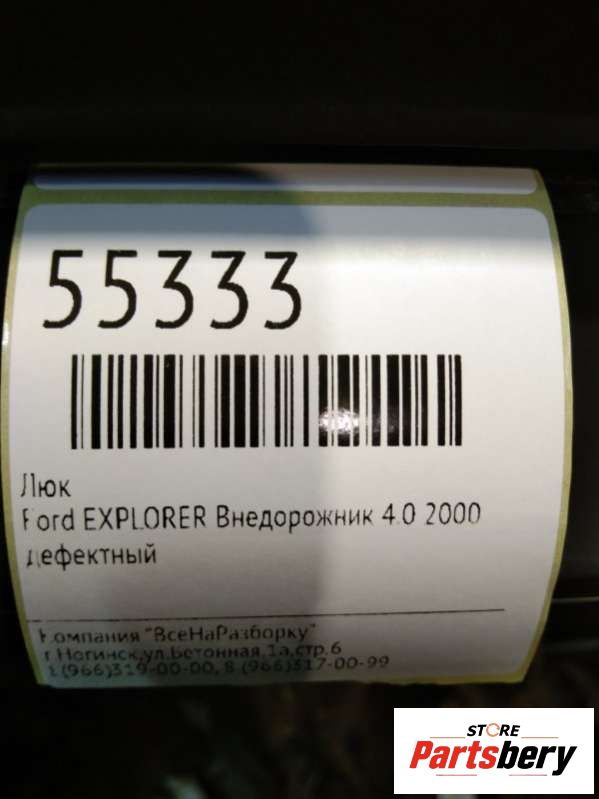 55333
Люк
Ford EXPLORER Внедорожник 4.0 2000
дефектный
Компания "ВсеНаРазборку"
г.Ногинск,ул.Бетонная,1а,стр.6
8 (966)319-00-00, 8 (966)317-00-99
STORE
Partsbery